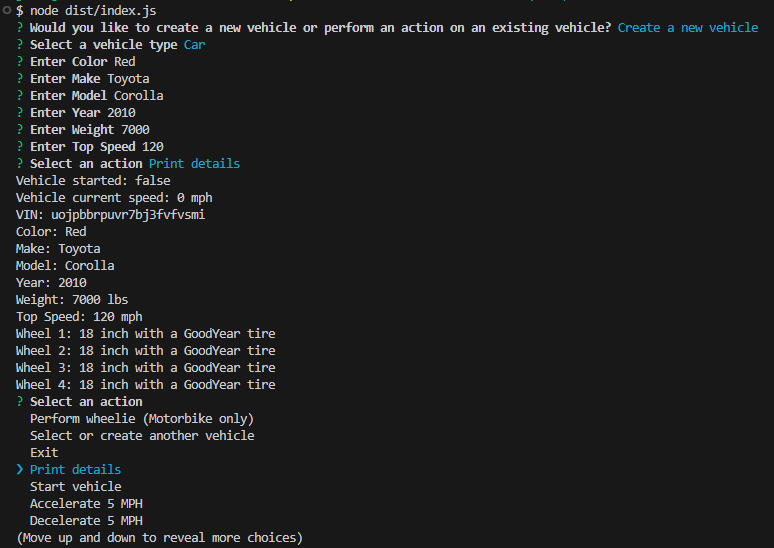 $ node dist/index.js
? Would you like to create a new vehicle or perform an action on an existing vehicle? Create a new vehicle
? Select a vehicle type Car
? Enter Color Red
? Enter Make Toyota
? Enter Model Corolla
? Enter Year 2010
? Enter Weight 7000
? Enter Top Speed 120
? Select an action Print details
Vehicle started: false
Vehicle current speed: 0 mph
VIN: uojpbbrpuvr7bj3fvfvsmi
Color: Red
Make: Toyota
Model: Corolla
Year: 2010
Weight: 7000 lbs
Top Speed: 120 mph
Wheel 1: 18 inch with a GoodYear tire
Wheel 2: 18 inch with a GoodYear tire
Wheel 3: 18 inch with a GoodYear tire
Wheel 4: 18 inch with a GoodYear tire
? Select an action
Perform wheelie (Motorbike only)
Select or create another vehicle
Exit
❯ Print details
Start vehicle
Accelerate 5 MPH
Decelerate 5 MPH
(Move up and down to reveal more choices)